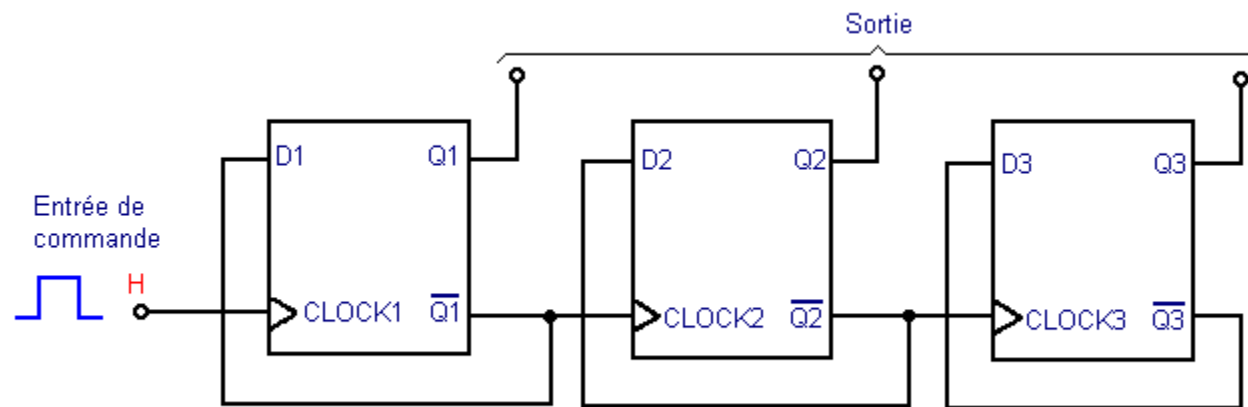 Sortie
D1
Q1
D2
Q2
D3
Q3
Entrée de
commande
H
CLOCK1
Q1
CLOCK2
Q2
CLOCK3
Q3